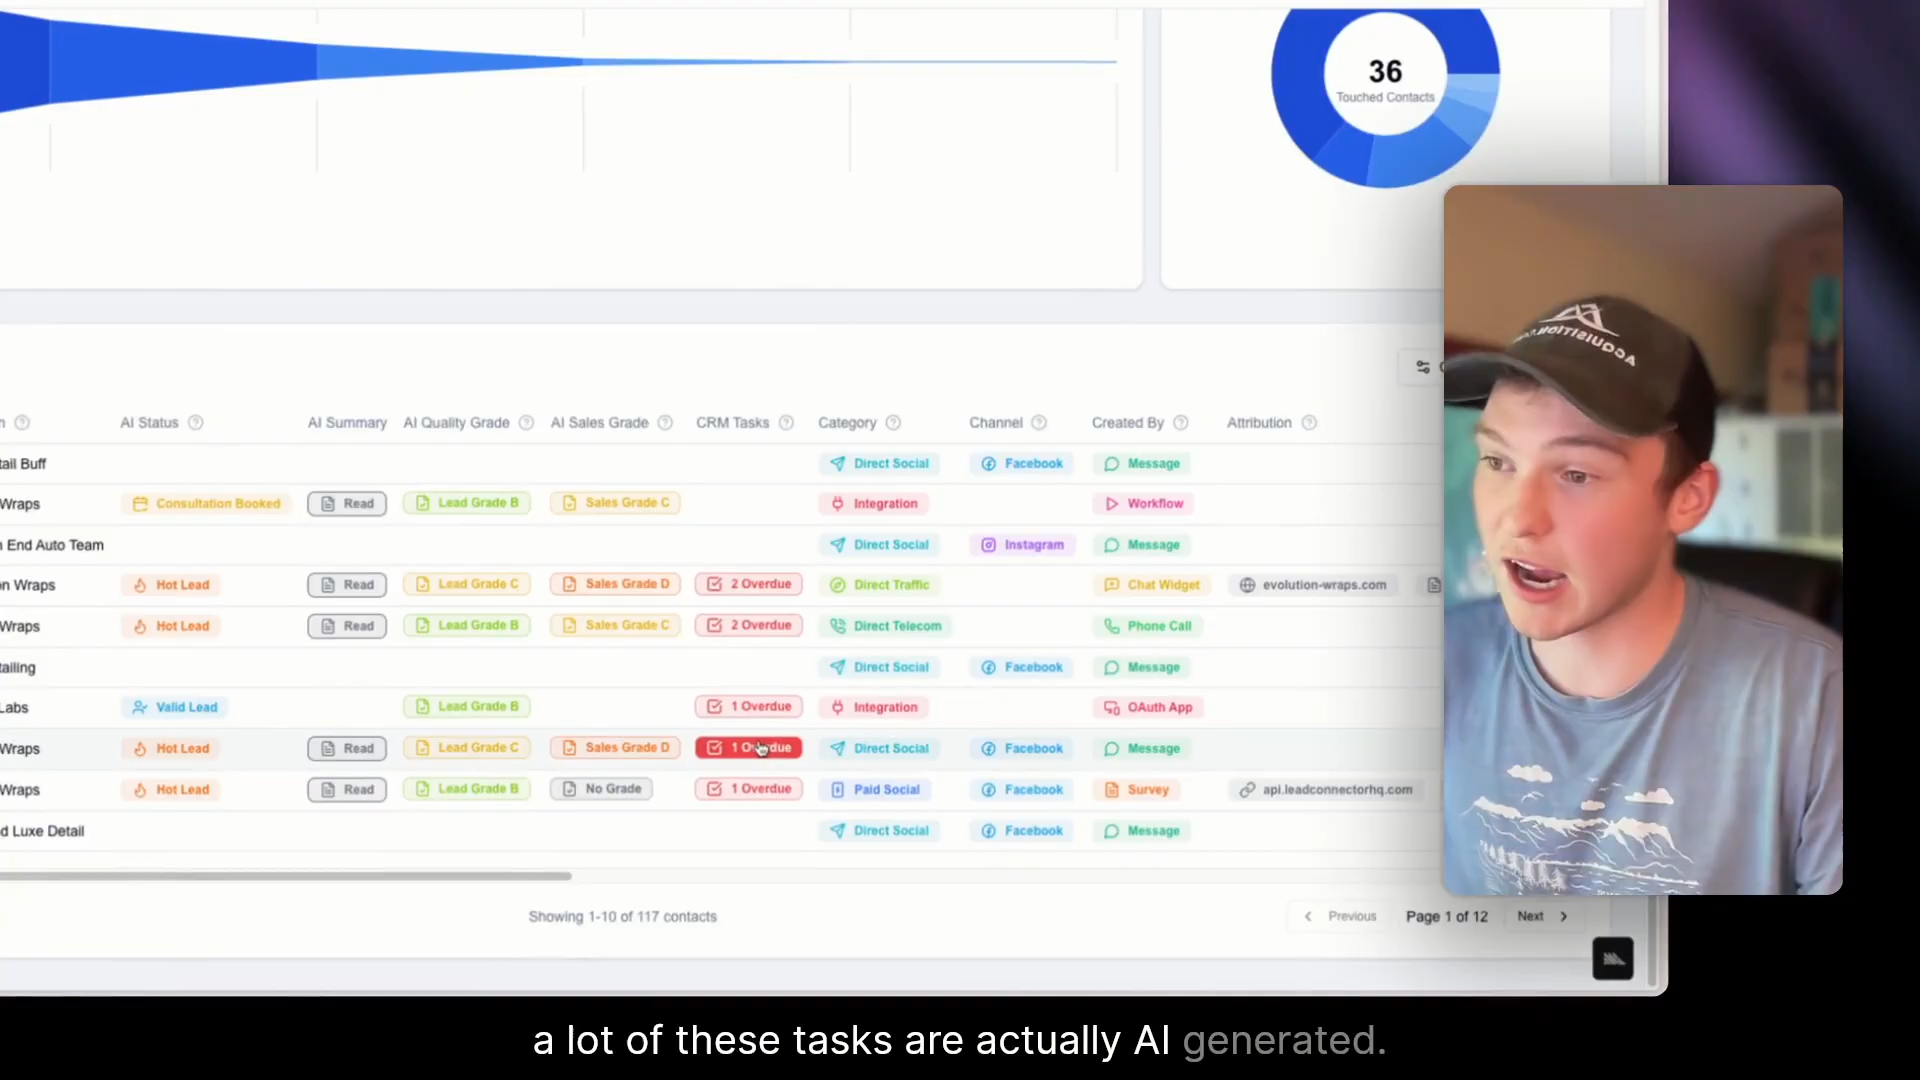 36
Touched Contacts
AI Status AI Summary AI Quality Grade AI Sales Grade CRM Tasks Category Channel Created By Attribution
tail Buff Direct Social Facebook Message
Wraps Consultation Booked Read Lead Grade B Sales Grade C Integration Workflow
End Auto Team Direct Social Instagram Message
Wraps Hot Lead Read Lead Grade C Sales Grade D 2 Overdue Direct Traffic Chat Widget evolution-wraps.com
Wraps Hot Lead Read Lead Grade B Sales Grade C 2 Overdue Direct Telecom Phone Call
tailing Direct Social Facebook Message
Labs Valid Lead Lead Grade B 1 Overdue Integration OAuth App
Wraps Hot Lead Read Lead Grade C Sales Grade D 1 Overdue Direct Social Facebook Message
Wraps Hot Lead Read Lead Grade B No Grade 1 Overdue Paid Social Facebook Survey api.leadconnectorhq.com
d Luxe Detail Direct Social Facebook Message
Showing 1-10 of 117 contacts Previous Page 1 of 12 Next
ACQUISITION
a lot of these tasks are actually AI generated.